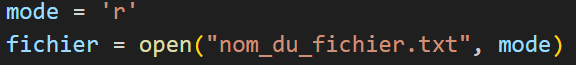 mode = 'r'
fichier = open("nom_du_fichier.txt", mode)